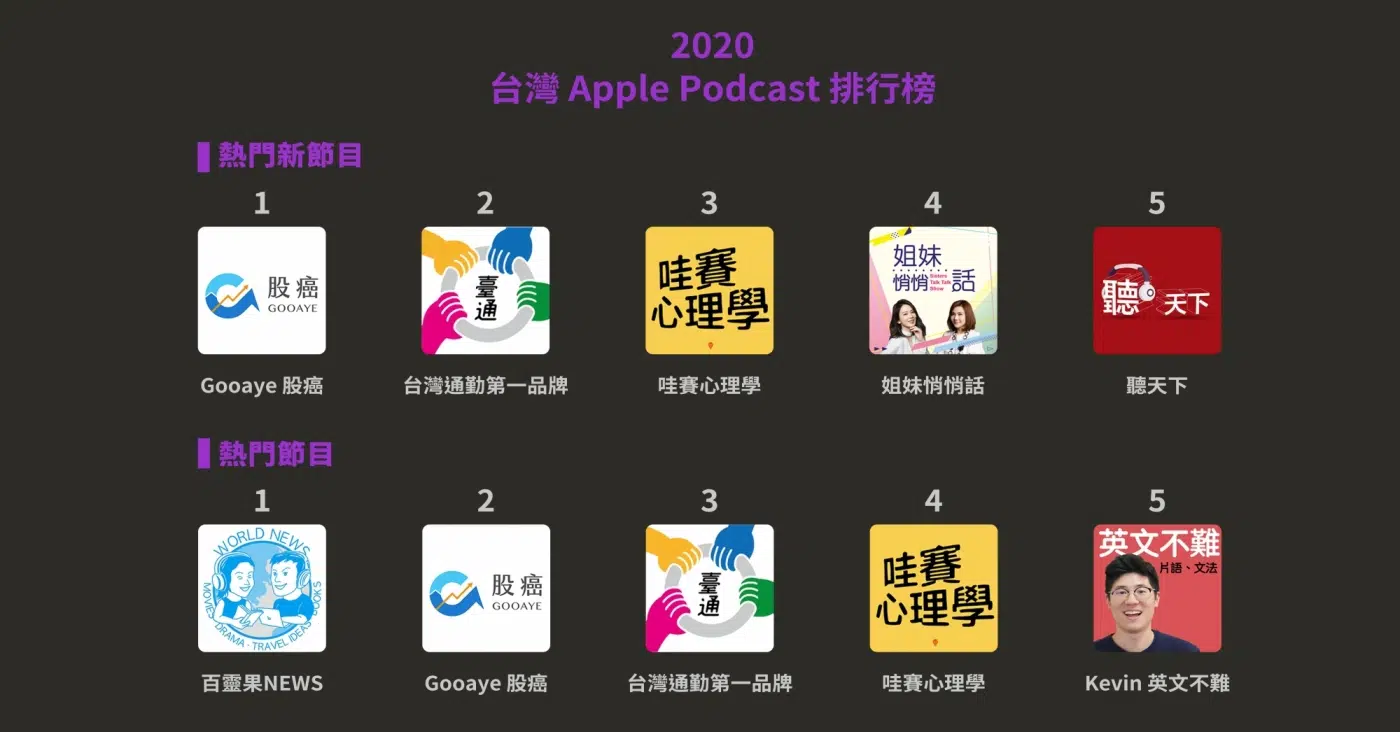 2020
台灣 Apple Podcast 排行榜
熱門新節目
1
2
3
4
5
股癌
GOOAYE
臺
通
哇賽
心理學
姐妹
悄悄
Sisters
Talk Talk
Show
話
聽天下
Gooaye 股癌
台灣通勤第一品牌
哇賽心理學
姐妹悄悄話
聽天下
熱門節目
1
2
3
4
5
WORLD NEWS
MOVIE · DRAMA · TRAVEL IDEAS BOOKS
股癌
GOOAYE
臺
通
哇賽
心理學
英文不難
片語、文法
百靈果NEWS
Gooaye 股癌
台灣通勤第一品牌
哇賽心理學
Kevin 英文不難